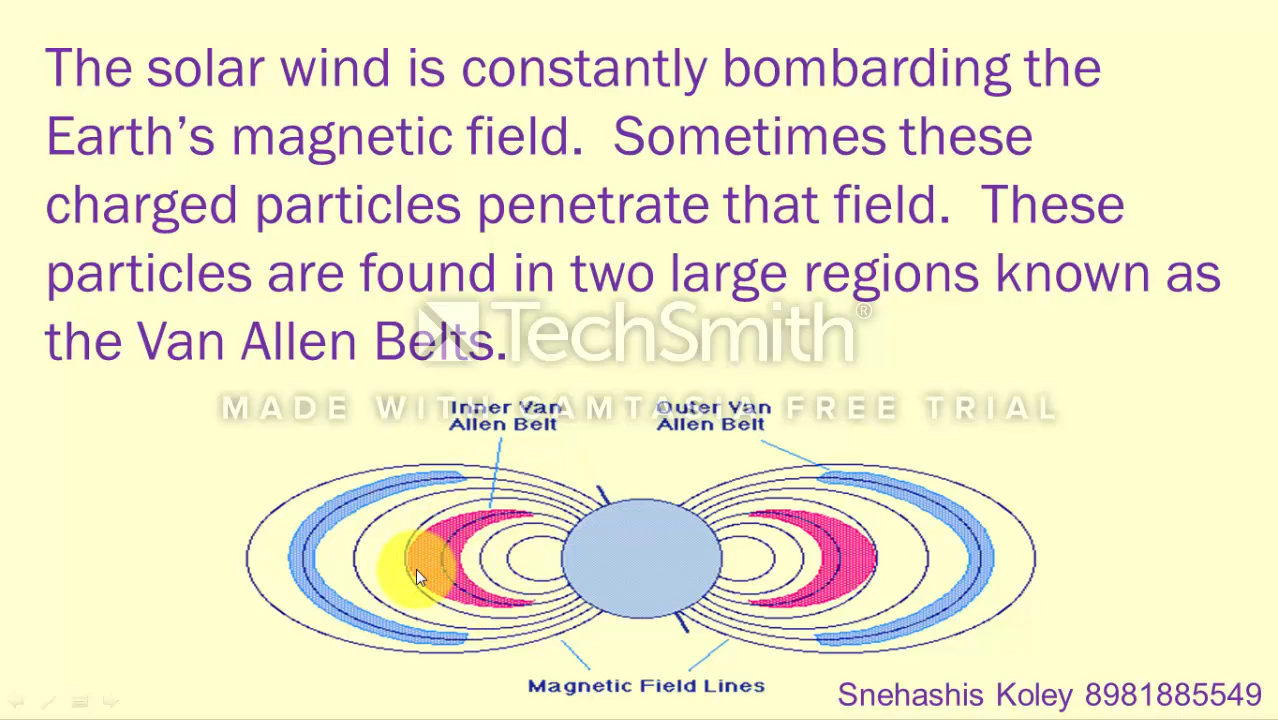 The solar wind is constantly bombarding the
Earth's magnetic field.  Sometimes these
charged particles penetrate that field.  These
particles are found in two large regions known as
the Van Allen Belts.
TechSmith®
MADE WITH CAMTASIA FREE TRIAL
Inner Van
Allen Belt
Outer Van
Allen Belt
Magnetic Field Lines
Snehashis Koley 8981885549